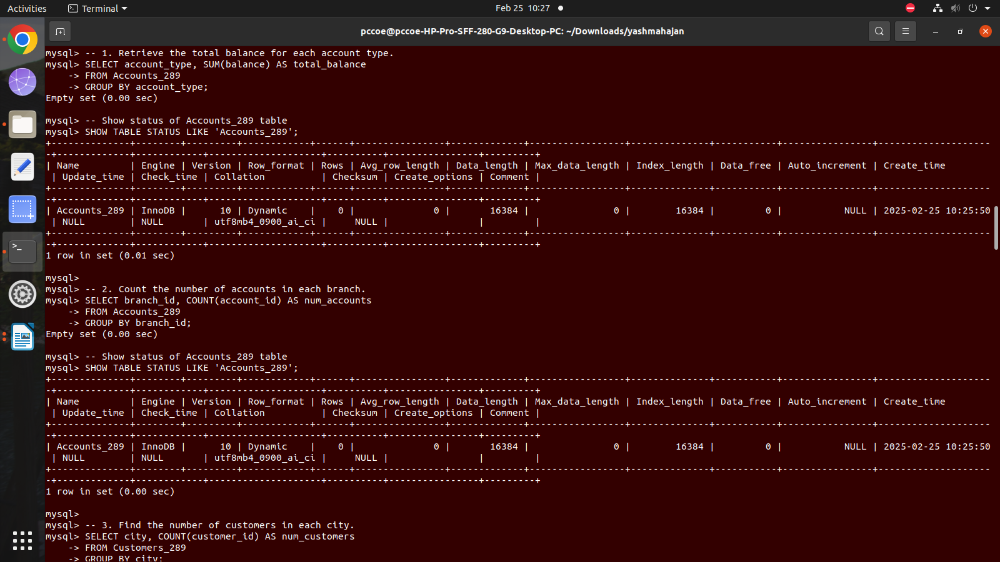 Activities Terminal Feb 25 10:27
pccoe@pccoe-HP-Pro-SFF-280-G9-Desktop-PC: ~/Downloads/yashmahajan
mysql> -- 1. Retrieve the total balance for each account type.
mysql> SELECT account_type, SUM(balance) AS total_balance
    -> FROM Accounts_289
    -> GROUP BY account_type;
Empty set (0.00 sec)

mysql> -- Show status of Accounts_289 table
mysql> SHOW TABLE STATUS LIKE 'Accounts_289';
+--------------+--------+---------+------------+------+----------------+-------------+-----------------+--------------+-----------+----------------+--------------------
-+-------------+------------+--------------------+----------+----------------+---------+
| Name         | Engine | Version | Row_format | Rows | Avg_row_length | Data_length | Max_data_length | Index_length | Data_free | Auto_increment | Create_time
 | Update_time | Check_time | Collation          | Checksum | Create_options | Comment |
+--------------+--------+---------+------------+------+----------------+-------------+-----------------+--------------+-----------+----------------+--------------------
-+-------------+------------+--------------------+----------+----------------+---------+
| Accounts_289 | InnoDB |      10 | Dynamic    |    0 |              0 |       16384 |               0 |        16384 |         0 |           NULL | 2025-02-25 10:25:50
 | NULL        | NULL       | utf8mb4_0900_ai_ci |     NULL |                |         |
+--------------+--------+---------+------------+------+----------------+-------------+-----------------+--------------+-----------+----------------+--------------------
-+-------------+------------+--------------------+----------+----------------+---------+
1 row in set (0.01 sec)

mysql>
mysql> -- 2. Count the number of accounts in each branch.
mysql> SELECT branch_id, COUNT(account_id) AS num_accounts
    -> FROM Accounts_289
    -> GROUP BY branch_id;
Empty set (0.00 sec)

mysql> -- Show status of Accounts_289 table
mysql> SHOW TABLE STATUS LIKE 'Accounts_289';
+--------------+--------+---------+------------+------+----------------+-------------+-----------------+--------------+-----------+----------------+--------------------
-+-------------+------------+--------------------+----------+----------------+---------+
| Name         | Engine | Version | Row_format | Rows | Avg_row_length | Data_length | Max_data_length | Index_length | Data_free | Auto_increment | Create_time
 | Update_time | Check_time | Collation          | Checksum | Create_options | Comment |
+--------------+--------+---------+------------+------+----------------+-------------+-----------------+--------------+-----------+----------------+--------------------
-+-------------+------------+--------------------+----------+----------------+---------+
| Accounts_289 | InnoDB |      10 | Dynamic    |    0 |              0 |       16384 |               0 |        16384 |         0 |           NULL | 2025-02-25 10:25:50
 | NULL        | NULL       | utf8mb4_0900_ai_ci |     NULL |                |         |
+--------------+--------+---------+------------+------+----------------+-------------+-----------------+--------------+-----------+----------------+--------------------
-+-------------+------------+--------------------+----------+----------------+---------+
1 row in set (0.00 sec)

mysql>
mysql> -- 3. Find the number of customers in each city.
mysql> SELECT city, COUNT(customer_id) AS num_customers
    -> FROM Customers_289
    -> GROUP BY city;